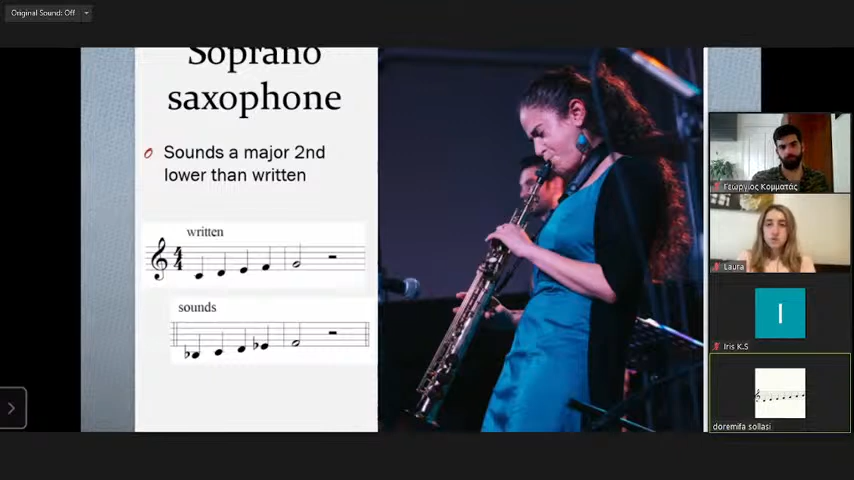 Original Sound: Off
Soprano
saxophone
Sounds a major 2nd
lower than written
written
sounds
Γεώργιος Κομματάς
Laura
I
Iris K.S
doremifa sollasi